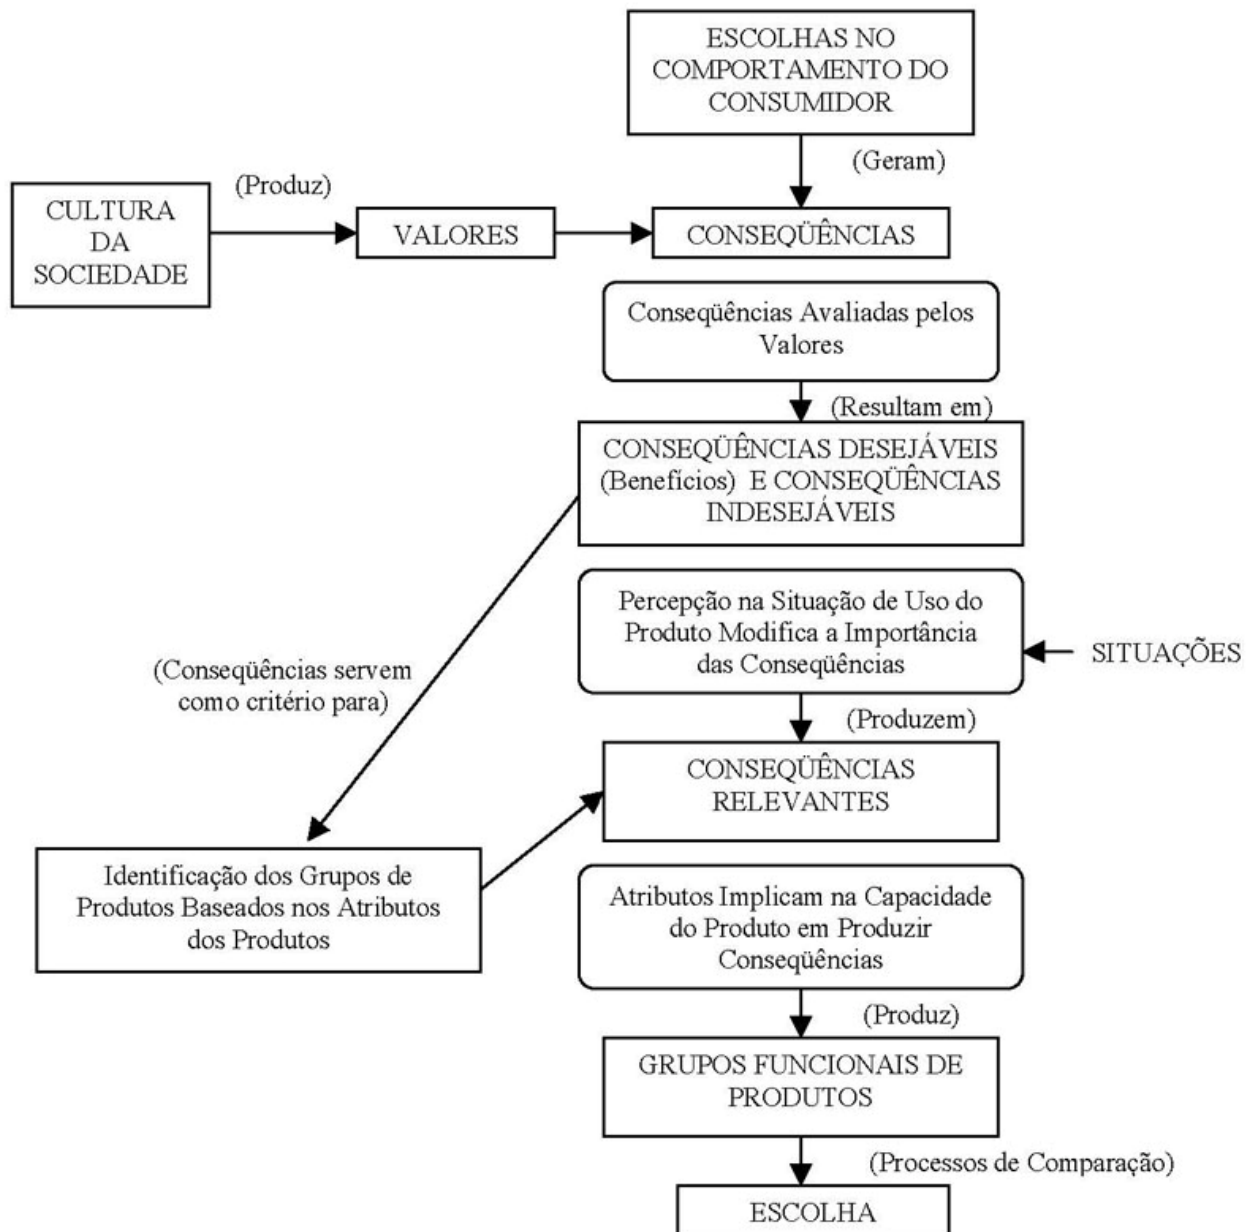 ESCOLHAS NO
COMPORTAMENTO DO
CONSUMIDOR
(Geram)
(Produz)
CULTURA
DA
SOCIEDADE
VALORES
CONSEQÜÊNCIAS
Conseqüências Avaliadas pelos
Valores
(Resultam em)
CONSEQÜÊNCIAS DESEJÁVEIS
(Benefícios) E CONSEQÜÊNCIAS
INDESEJÁVEIS
Percepção na Situação de Uso do
Produto Modifica a Importância
das Conseqüências
SITUAÇÕES
(Conseqüências servem
como critério para)
(Produzem)
CONSEQÜÊNCIAS
RELEVANTES
Identificação dos Grupos de
Produtos Baseados nos Atributos
dos Produtos
Atributos Implicam na Capacidade
do Produto em Produzir
Conseqüências
(Produz)
GRUPOS FUNCIONAIS DE
PRODUTOS
(Processos de Comparação)
ESCOLHA